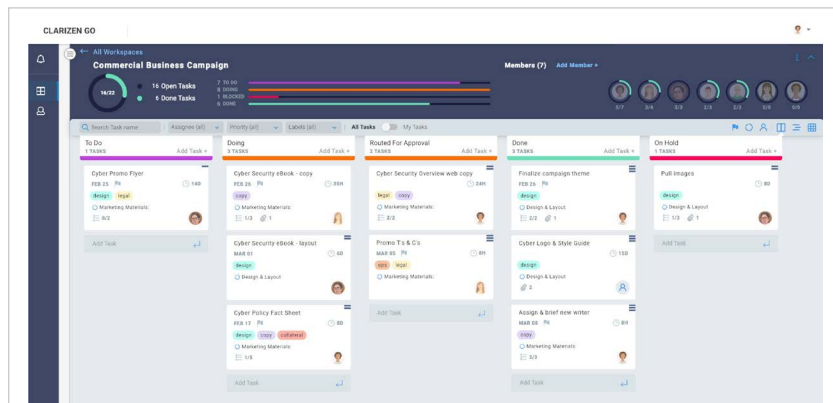 CLARIZEN GO
← All Workspaces
Commercial Business Campaign
16/22
16 Open Tasks
6 Done Tasks
7 TO DO
8 DOING
1 BLOCKED
6 DONE
Members (7) Add Member +
5/7 3/4 3/3 2/3 2/3 0/0 0/0
Search Task name
Assignee (all)
Priority (all)
Labels (all)
All Tasks My Tasks
To Do
1 TASKS Add Task +
Cyber Promo Flyer
FEB 25 14D
design legal
Marketing Materials:
0/2
Add Task
Doing
3 TASKS Add Task +
Cyber Security eBook - copy
FEB 26 35H
copy
Marketing Materials:
1/3 1
Cyber Security eBook - layout
MAR 01 6D
design
Design & Layout
Cyber Policy Fact Sheet
FEB 17 8D
design copy collateral
Marketing Materials:
1/5
Add Task
Routed For Approval
2 TASKS Add Task +
Cyber Security Overview web copy
24H
legal copy
Marketing Materials:
2/2
Promo T's & C's
MAR 05 6H
ops legal
Marketing Materials:
Add Task
Done
3 TASKS Add Task +
Finalize campaign theme
FEB 26 8D
design
Design & Layout
2/2 1
Cyber Logo & Style Guide
15D
design
Design & Layout
2
Assign & brief new writer
MAR 08 8H
copy
Marketing Materials:
3/3
Add Task
On Hold
1 TASKS Add Task +
Pull images
8D
design
Design & Layout
1/3 1
Add Task